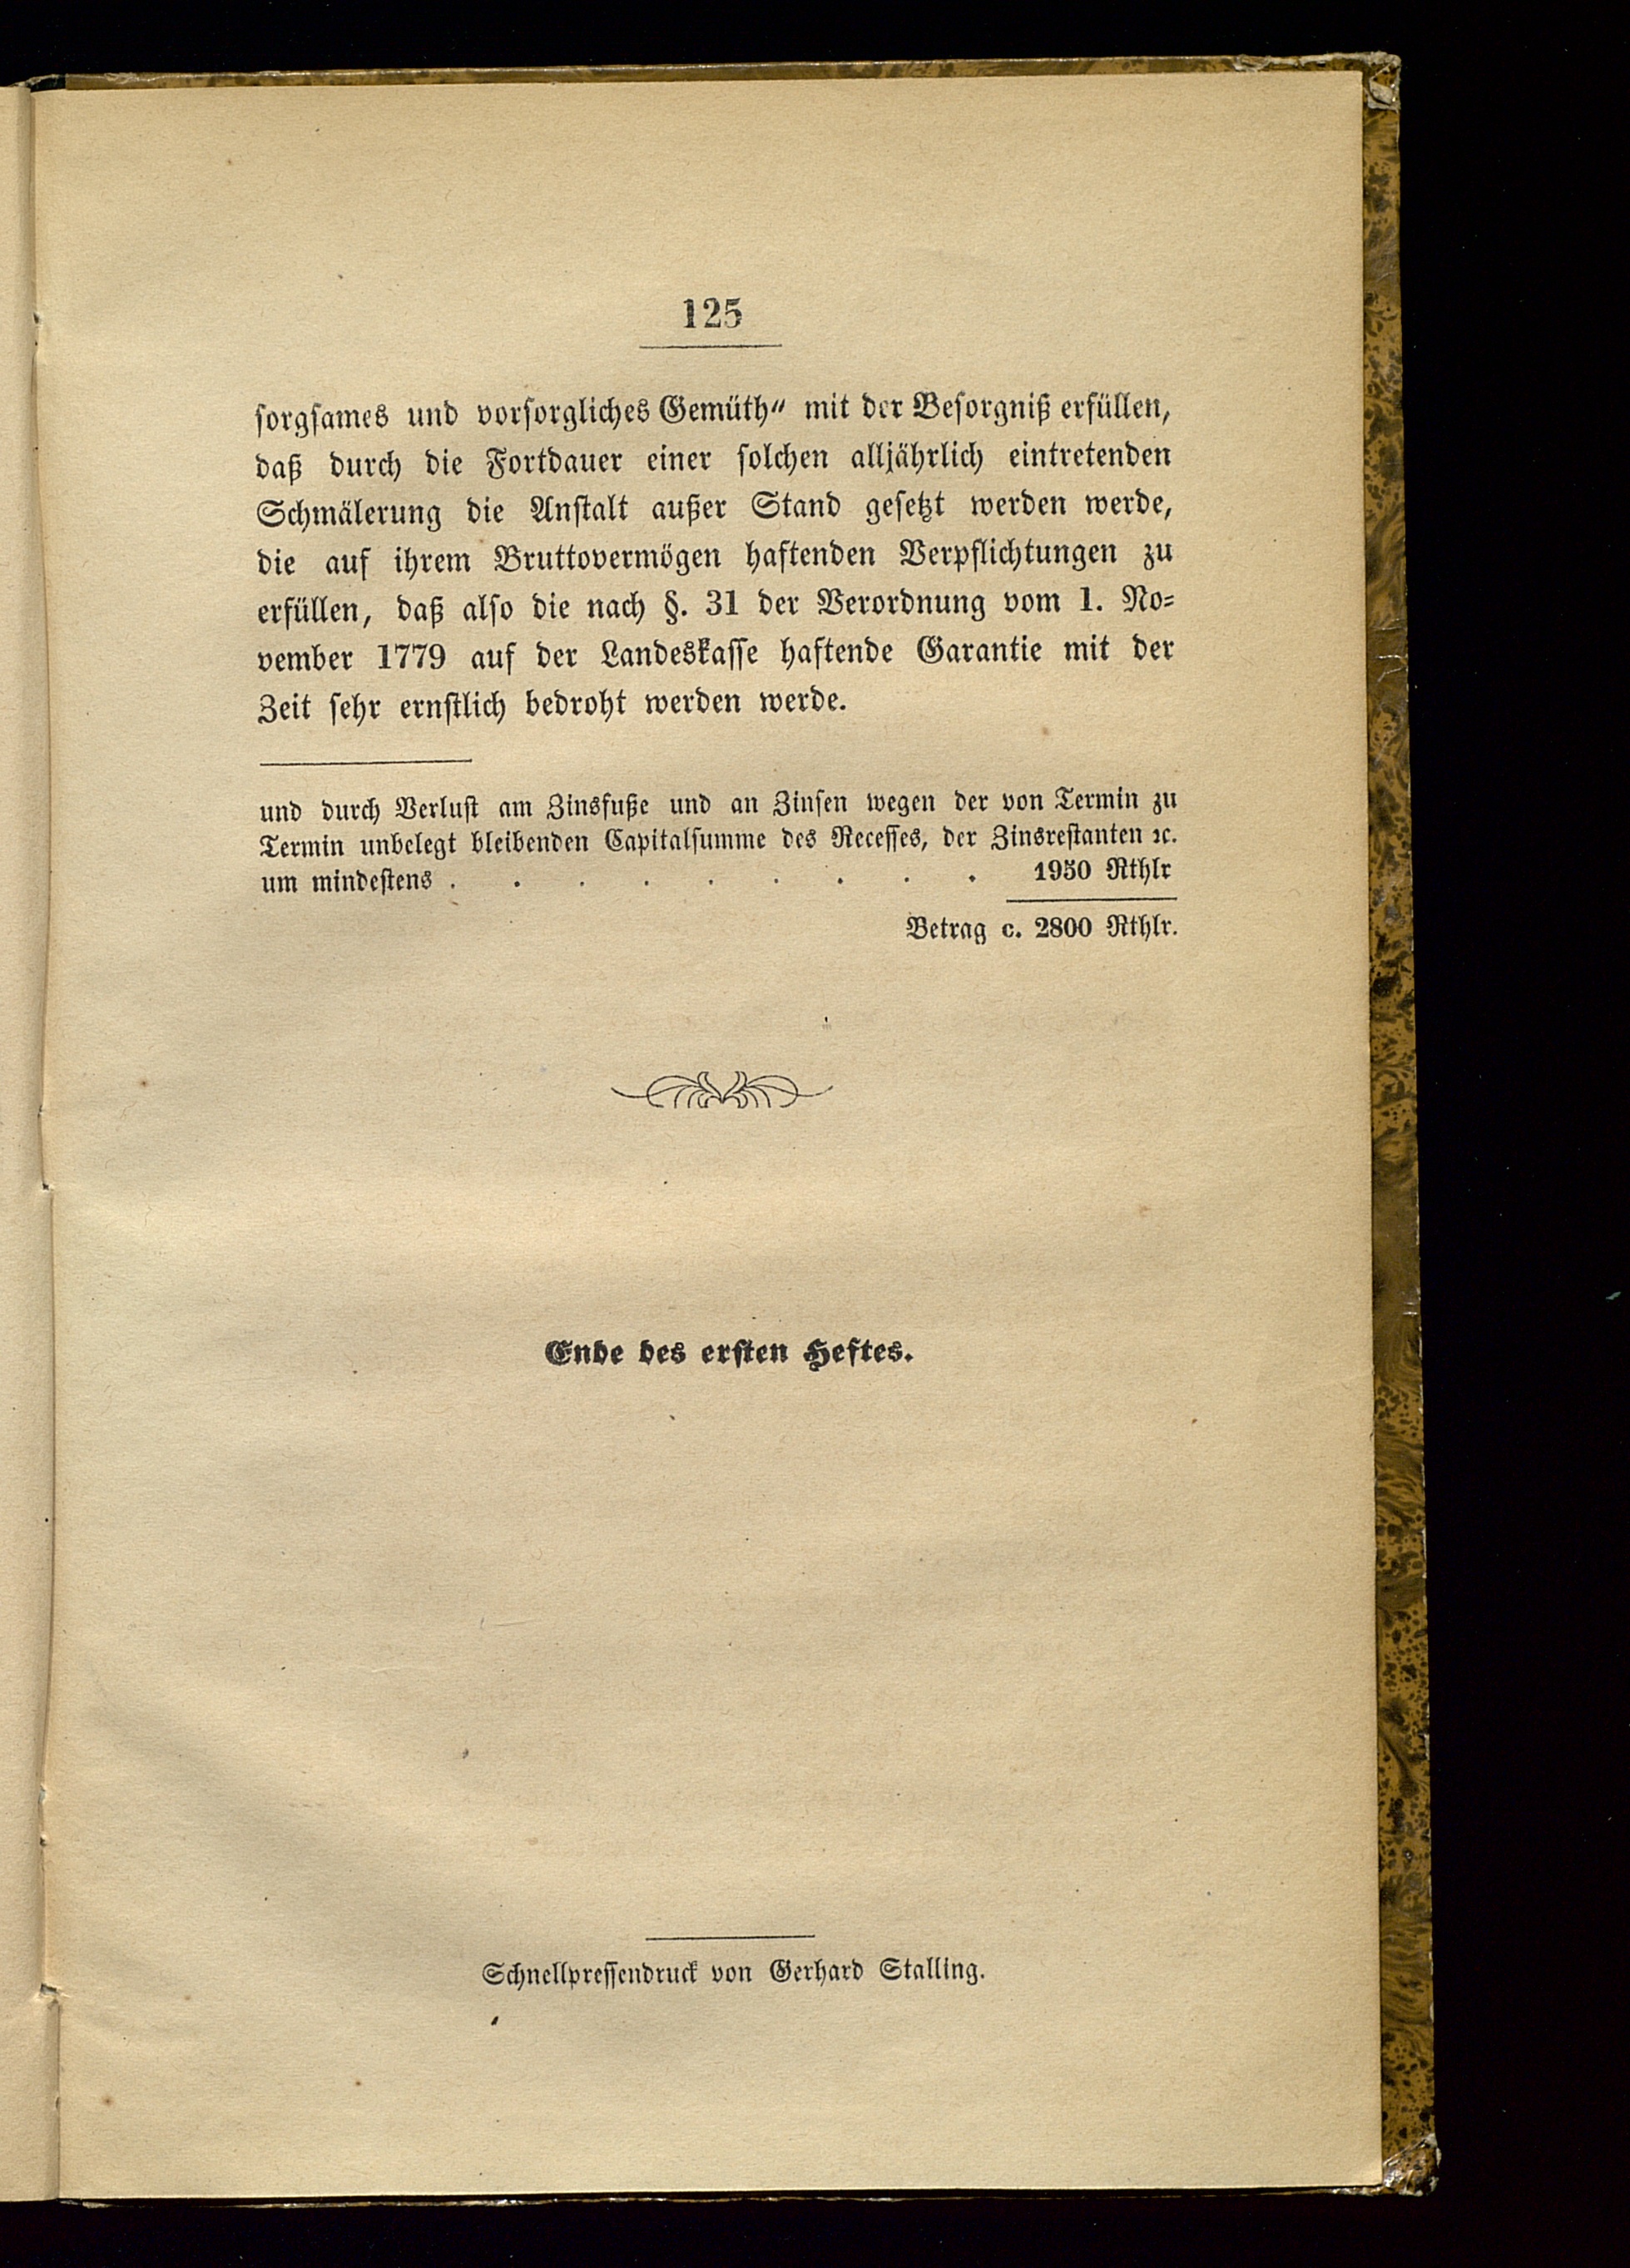 125
sorgsames und vorsorgliches Gemüth" mit der Besorgniß erfüllen,
daß durch die Fortdauer einer solchen alljährlich eintretenden
Schmälerung die Anstalt außer Stand gesetzt werden werde,
die auf ihrem Bruttovermögen haftenden Verpflichtungen zu
erfüllen, daß also die nach §. 31 der Verordnung vom 1. No-
vember 1779 auf der Landeskasse haftende Garantie mit der
Zeit sehr ernstlich bedroht werden werde.
und durch Verlust am Zinsfuße und an Zinsen wegen der von Termin zu
Termin unbelegt bleibenden Capitalsumme des Recesses, der Zinsrestanten ꝛc.
um mindestens . . . . . . . . . 1950 Rthlr
Betrag c. 2800 Rthlr.
Ende des ersten Heftes.
Schnellpressendruck von Gerhard Stalling.